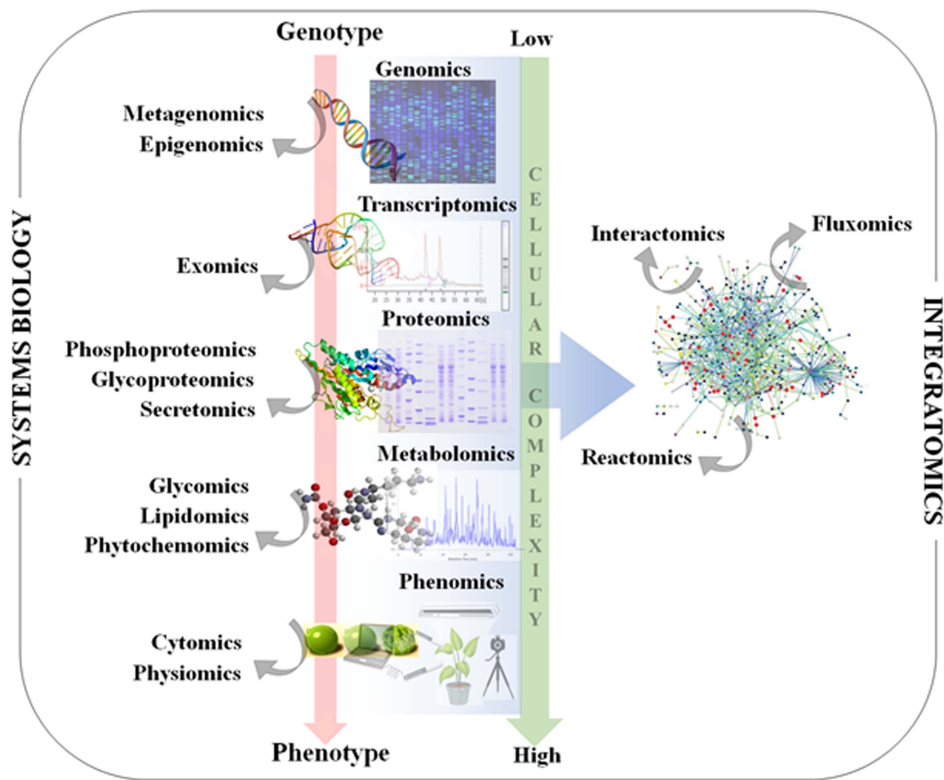 Genotype
Low
Genomics
Metagenomics
Epigenomics
Transcriptomics
Exomics
Proteomics
Phosphoproteomics
Glycoproteomics
Secretomics
Metabolomics
Glycomics
Lipidomics
Phytochemomics
Phenomics
Cytomics
Physiomics
Phenotype
High
CELLULAR COMPLEXITY
Interactomics
Fluxomics
Reactomics
SYSTEMS BIOLOGY
INTEGRATOMICS